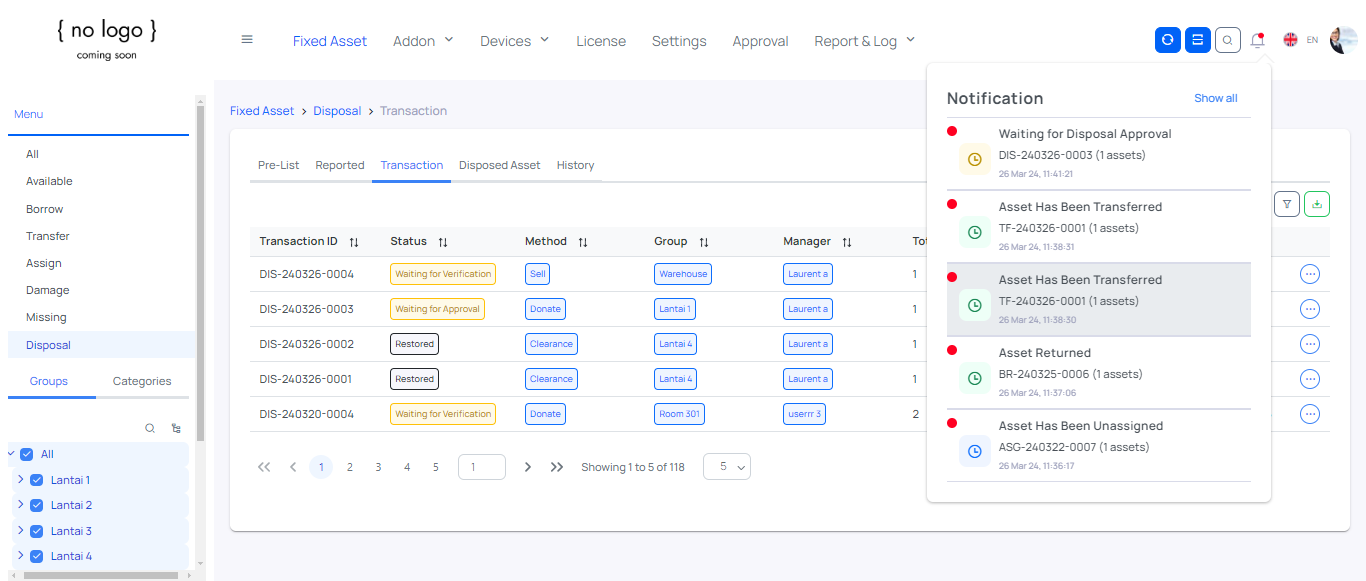 { no logo }
coming soon
Fixed Asset
Addon
Devices
License
Settings
Approval
Report & Log
EN
Menu
All
Available
Borrow
Transfer
Assign
Damage
Missing
Disposal
Groups
Categories
All
Lantai 1
Lantai 2
Lantai 3
Lantai 4
Fixed Asset > Disposal > Transaction
Pre-List Reported Transaction Disposed Asset History
Transaction ID Status Method Group Manager Tot
DIS-240326-0004 Waiting for Verification Sell Warehouse Laurent a 1
DIS-240326-0003 Waiting for Approval Donate Lantai 1 Laurent a 1
DIS-240326-0002 Restored Clearance Lantai 4 Laurent a 1
DIS-240326-0001 Restored Clearance Lantai 4 Laurent a 1
DIS-240320-0004 Waiting for Verification Donate Room 301 userrr 3 2
1 2 3 4 5 1 Showing 1 to 5 of 118 5
Notification Show all
Waiting for Disposal Approval
DIS-240326-0003 (1 assets)
26 Mar 24, 11:41:21
Asset Has Been Transferred
TF-240326-0001 (1 assets)
26 Mar 24, 11:38:31
Asset Has Been Transferred
TF-240326-0001 (1 assets)
26 Mar 24, 11:38:30
Asset Returned
BR-240325-0006 (1 assets)
26 Mar 24, 11:37:06
Asset Has Been Unassigned
ASG-240322-0007 (1 assets)
26 Mar 24, 11:36:17